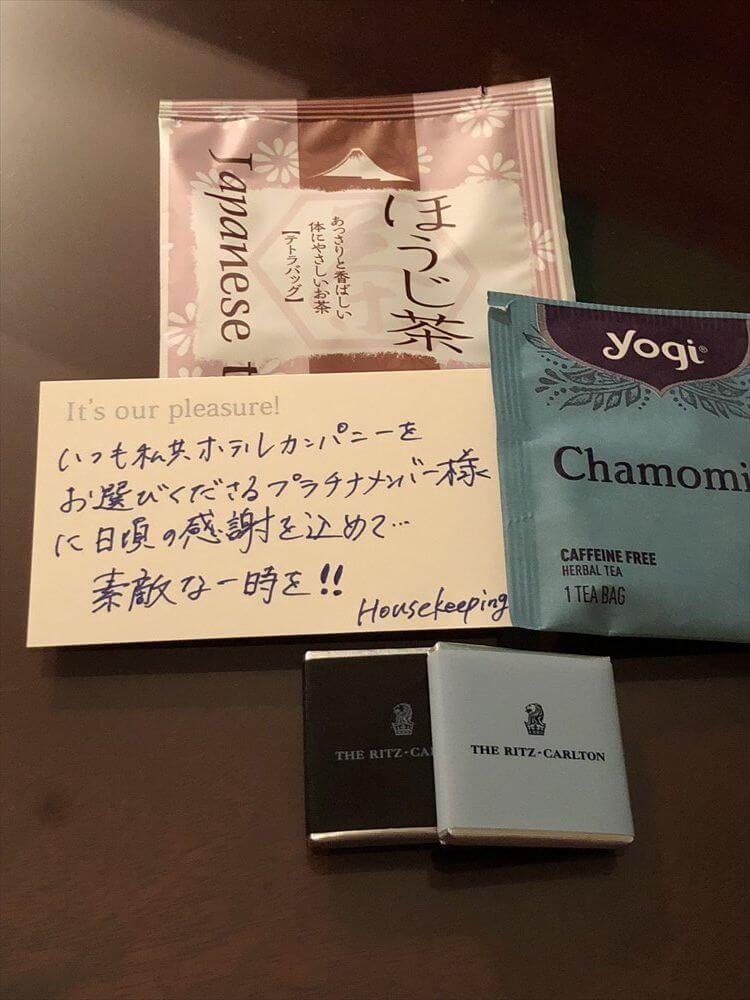 Japanese t
ほうじ茶
あっさりと香ばしい
体にやさしいお茶
【テトラバッグ】
yogi®
Chamomi
CAFFEINE FREE
HERBAL TEA
1 TEA BAG
It's our pleasure!
いつも私共ホテルカンパニーを
お選びくださるプラチナメンバー様
に日頃の感謝を込めて…
素敵な一時を!!
Housekeeping
THE RITZ-CA
THE RITZ-CARLTON